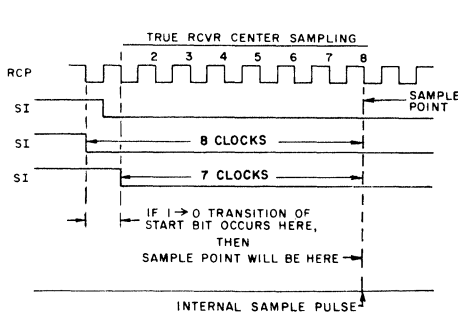 TRUE RCVR CENTER SAMPLING
2 3 4 5 6 7 8
RCP
SAMPLE
POINT
SI
SI
8 CLOCKS
SI
7 CLOCKS
IF 1→0 TRANSITION OF
START BIT OCCURS HERE,
THEN
SAMPLE POINT WILL BE HERE
INTERNAL SAMPLE PULSE